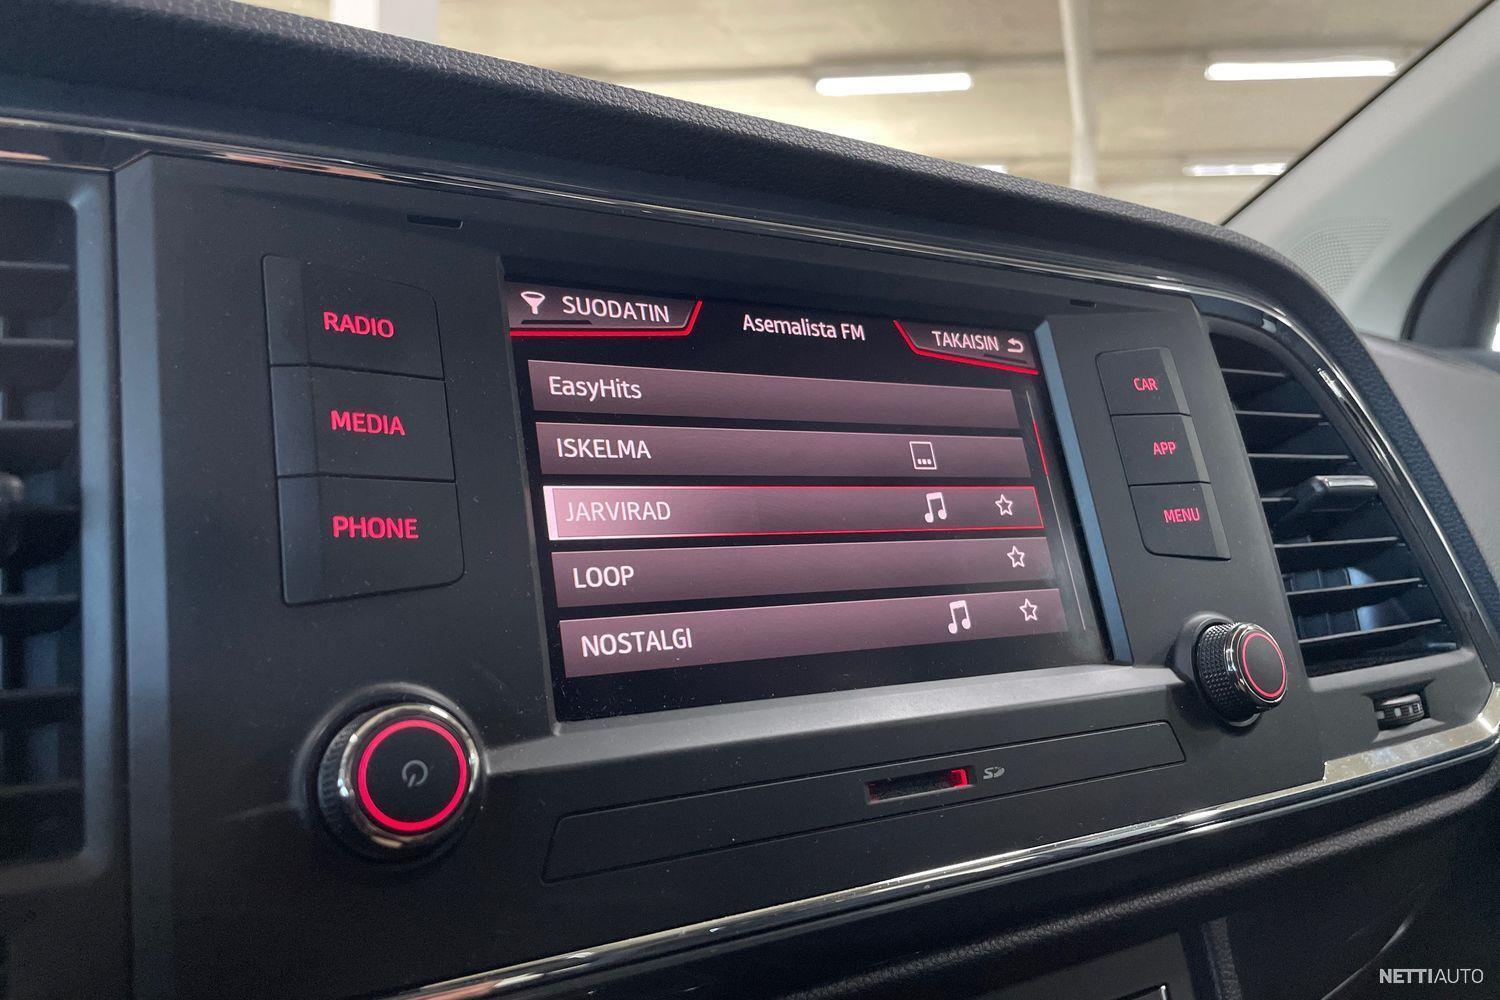 SUODATIN
Asemalista FM
TAKAISIN
RADIO
MEDIA
PHONE
EasyHits
ISKELMA
JARVIRAD
LOOP
NOSTALGI
CAR
APP
MENU
SD
NETTIAUTO